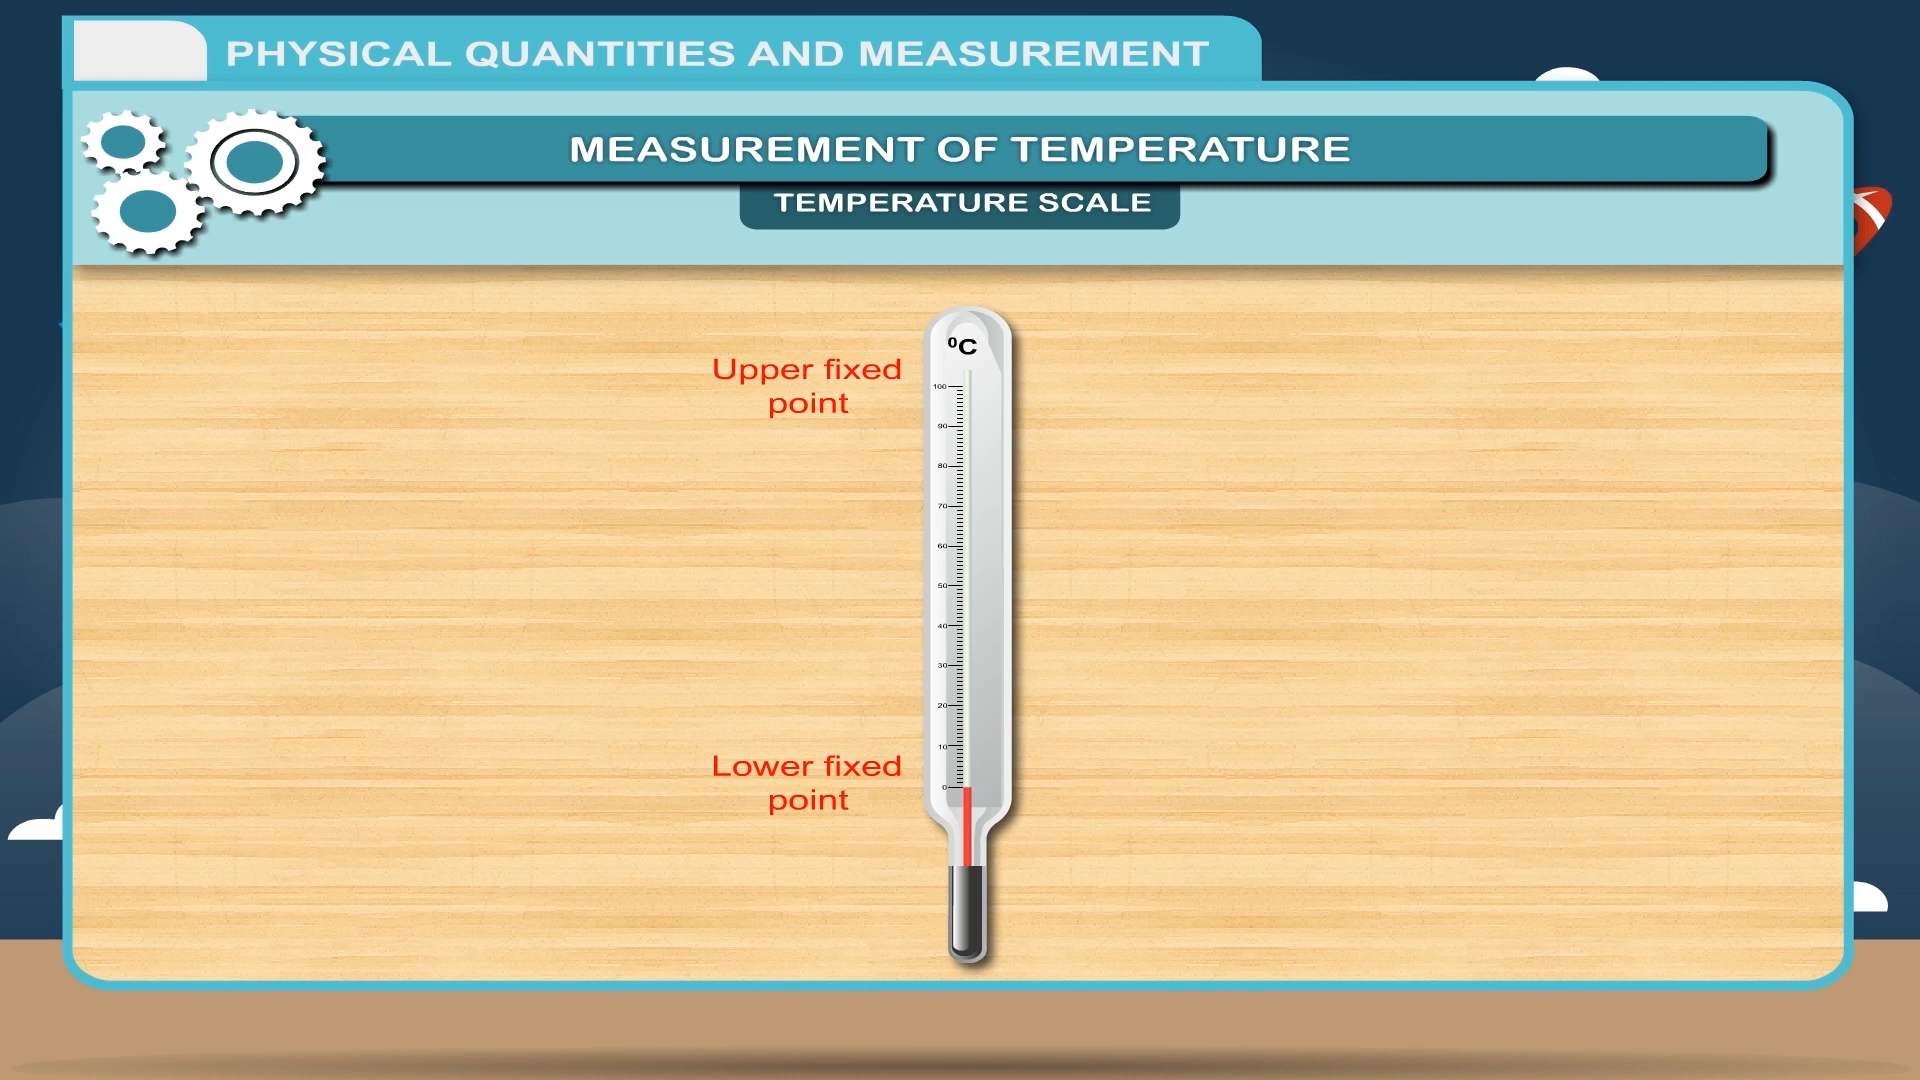 PHYSICAL QUANTITIES AND MEASUREMENT
MEASUREMENT OF TEMPERATURE
TEMPERATURE SCALE
⁰C
Upper fixed
point
100
90
80
70
60
50
40
30
20
10
0
Lower fixed
point